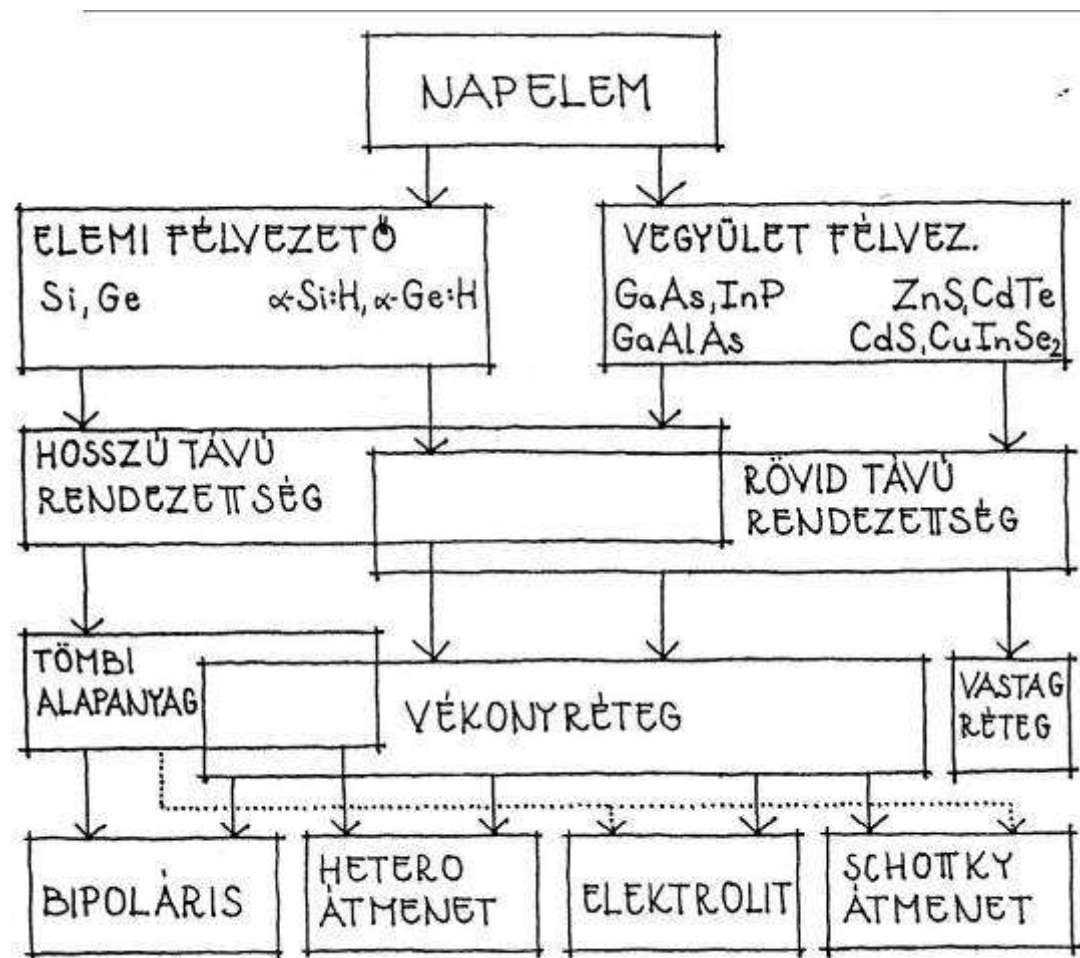 NAPELEM
ELEMI FÉLVEZETŐ
Si, Ge α-Si:H, α-Ge:H
VEGYÜLET FÉLVEZ.
GaAs, InP ZnS, CdTe
GaAlAs CdS, CuInSe₂
HOSSZÚ TÁVÚ
RENDEZETTSÉG
RÖVID TÁVÚ
RENDEZETTSÉG
TÖMBI
ALAPANYAG
VÉKONYRÉTEG
VASTAG
RÉTEG
BIPOLÁRIS
HETERO
ÁTMENET
ELEKTROLIT
SCHOTTKY
ÁTMENET